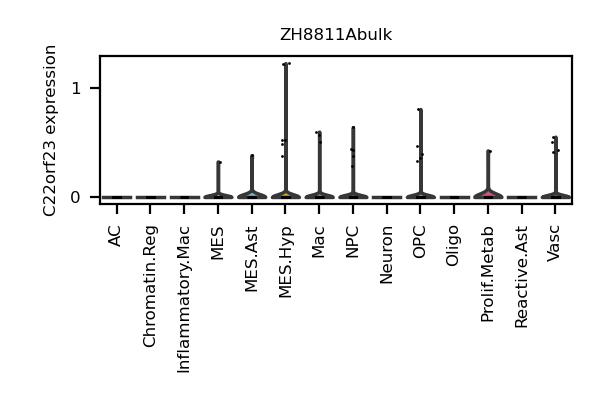 ZH8811Abulk
C22orf23 expression
1
0
AC
Chromatin.Reg
Inflammatory.Mac
MES
MES.Ast
MES.Hyp
Mac
NPC
Neuron
OPC
Oligo
Prolif.Metab
Reactive.Ast
Vasc